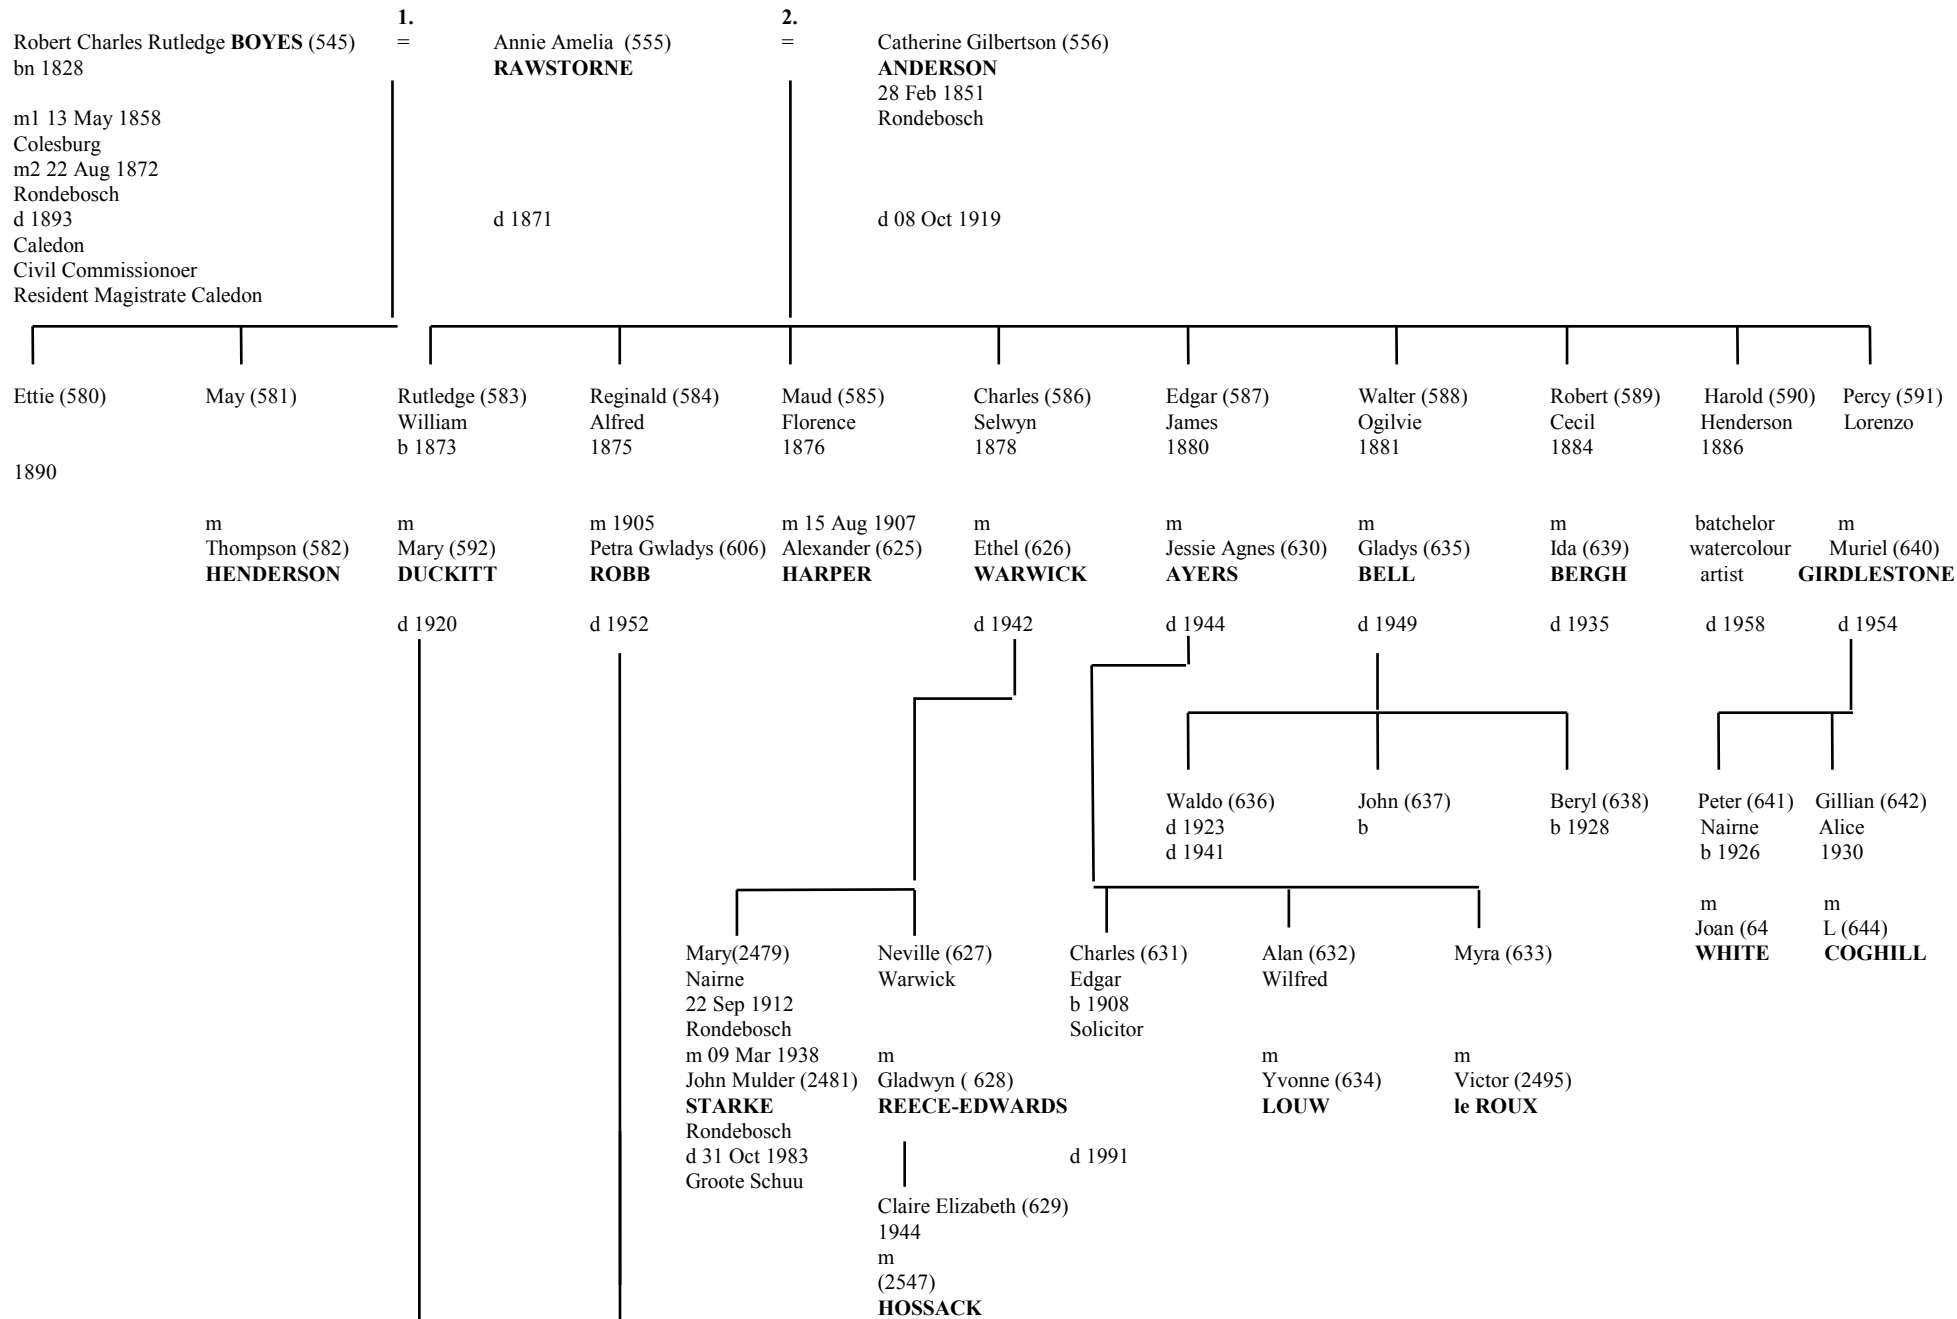 1. 2.
Robert Charles Rutledge BOYES (545) = Annie Amelia (555) = Catherine Gilbertson (556)
bn 1828 RAWSTORNE ANDERSON
28 Feb 1851
m1 13 May 1858 Rondebosch
Colesburg
m2 22 Aug 1872
Rondebosch
d 1893 d 1871 d 08 Oct 1919
Caledon
Civil Commissionoer
Resident Magistrate Caledon
Ettie (580) May (581) Rutledge (583) Reginald (584) Maud (585) Charles (586) Edgar (587) Walter (588) Robert (589) Harold (590) Percy (591)
William Alfred Florence Selwyn James Ogilvie Cecil Henderson Lorenzo
b 1873 1875 1876 1878 1880 1881 1884 1886
1890
m m m 1905 m 15 Aug 1907 m m m m batchelor m
Thompson (582) Mary (592) Petra Gwladys (606) Alexander (625) Ethel (626) Jessie Agnes (630) Gladys (635) Ida (639) watercolour Muriel (640)
HENDERSON DUCKITT ROBB HARPER WARWICK AYERS BELL BERGH artist GIRDLESTONE
d 1920 d 1952 d 1942 d 1944 d 1949 d 1935 d 1958 d 1954
Waldo (636) John (637) Beryl (638) Peter (641) Gillian (642)
d 1923 b b 1928 Nairne Alice
d 1941 b 1926 1930
m m
Joan (64 L (644)
WHITE COGHILL
Mary(2479) Neville (627) Charles (631) Alan (632) Myra (633)
Nairne Warwick Edgar Wilfred
22 Sep 1912 b 1908
Rondebosch Solicitor
m 09 Mar 1938 m m m
John Mulder (2481) Gladwyn ( 628) Yvonne (634) Victor (2495)
STARKE REECE-EDWARDS LOUW le ROUX
Rondebosch
d 31 Oct 1983 d 1991
Groote Schuu
Claire Elizabeth (629)
1944
m
(2547)
HOSSACK